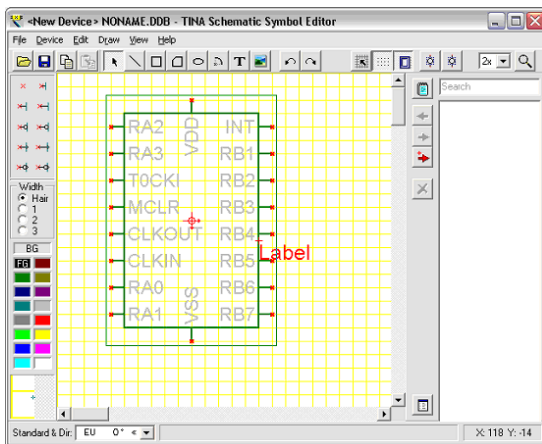 <New Device> NONAME.DDB - TINA Schematic Symbol Editor
File Device Edit Draw View Help
T 2x
Search
Width
Hair
1
2
3
BG
FG
RA2 VDD INT
RA3 RB1
T0CKI RB2
MCLR RB3
CLKOUT RB4
Label
CLKIN RB5
RA0 VSS RB6
RA1 RB7
Standard & Dir: EU 0° < X: 118 Y: -14